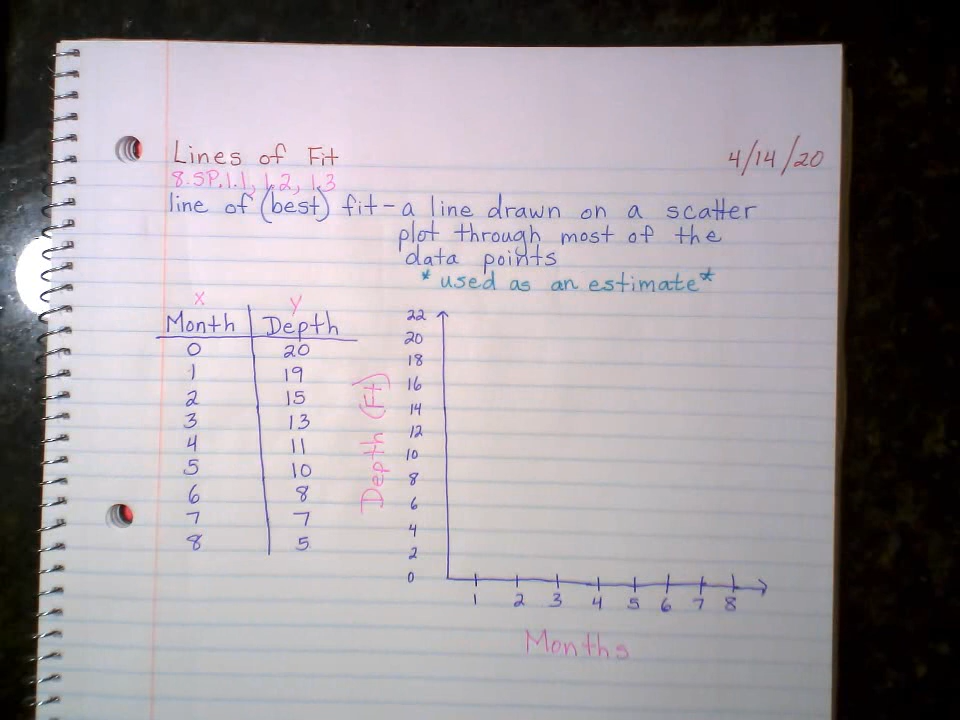 Lines of Fit 4/14/20
8.SP.1.1, 1.2, 1.3
line of (best) fit - a line drawn on a scatter
plot through most of the
data points
*used as an estimate*
x y
Month Depth
0 20
1 19
2 15
3 13
4 11
5 10
6 8
7 7
8 5
Depth (Ft)
22
20
18
16
14
12
10
8
6
4
2
0
1 2 3 4 5 6 7 8
Months